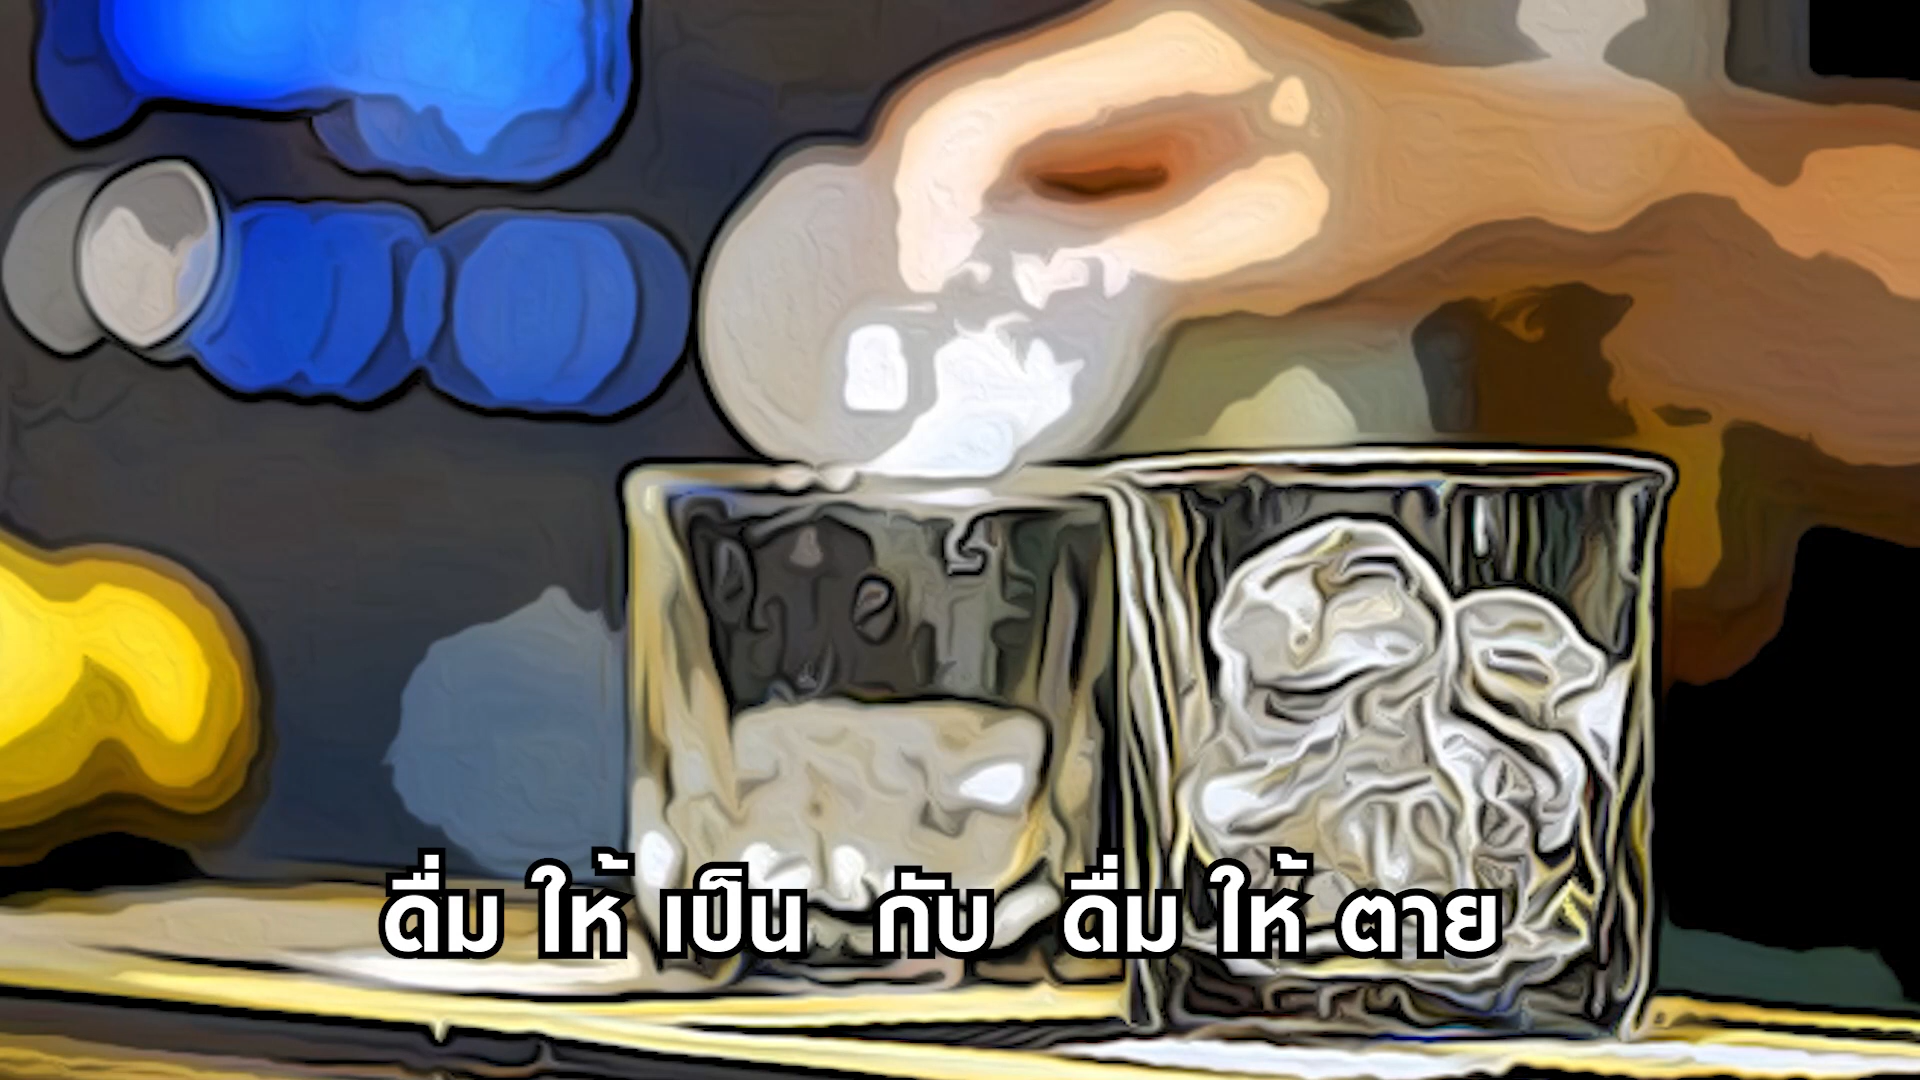 ดื่ม ให้ เป็น  กับ  ดื่ม ให้ ตาย